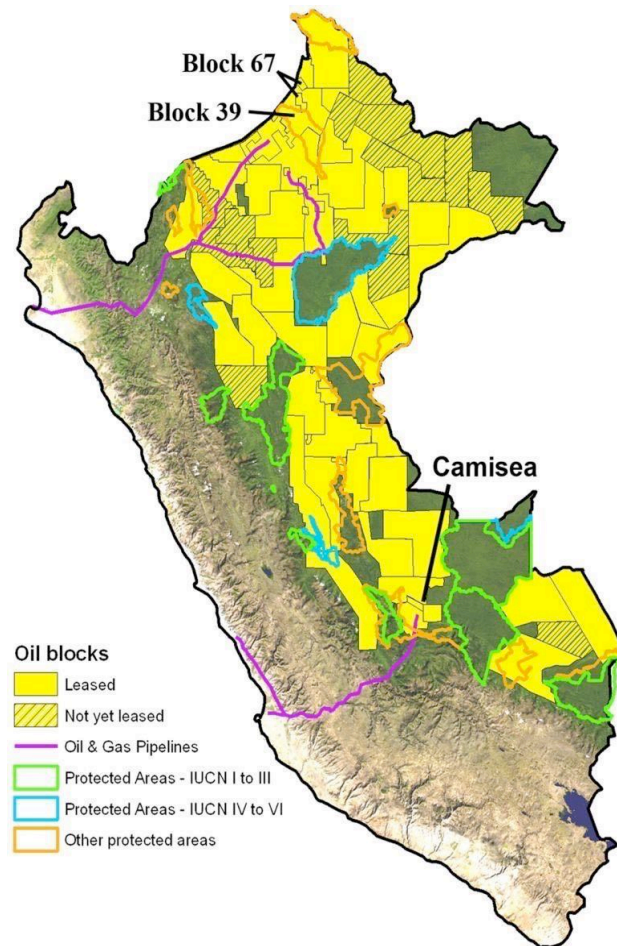 Block 67
Block 39
Camisea
Oil blocks
Leased
Not yet leased
Oil & Gas Pipelines
Protected Areas - IUCN I to III
Protected Areas - IUCN IV to VI
Other protected areas